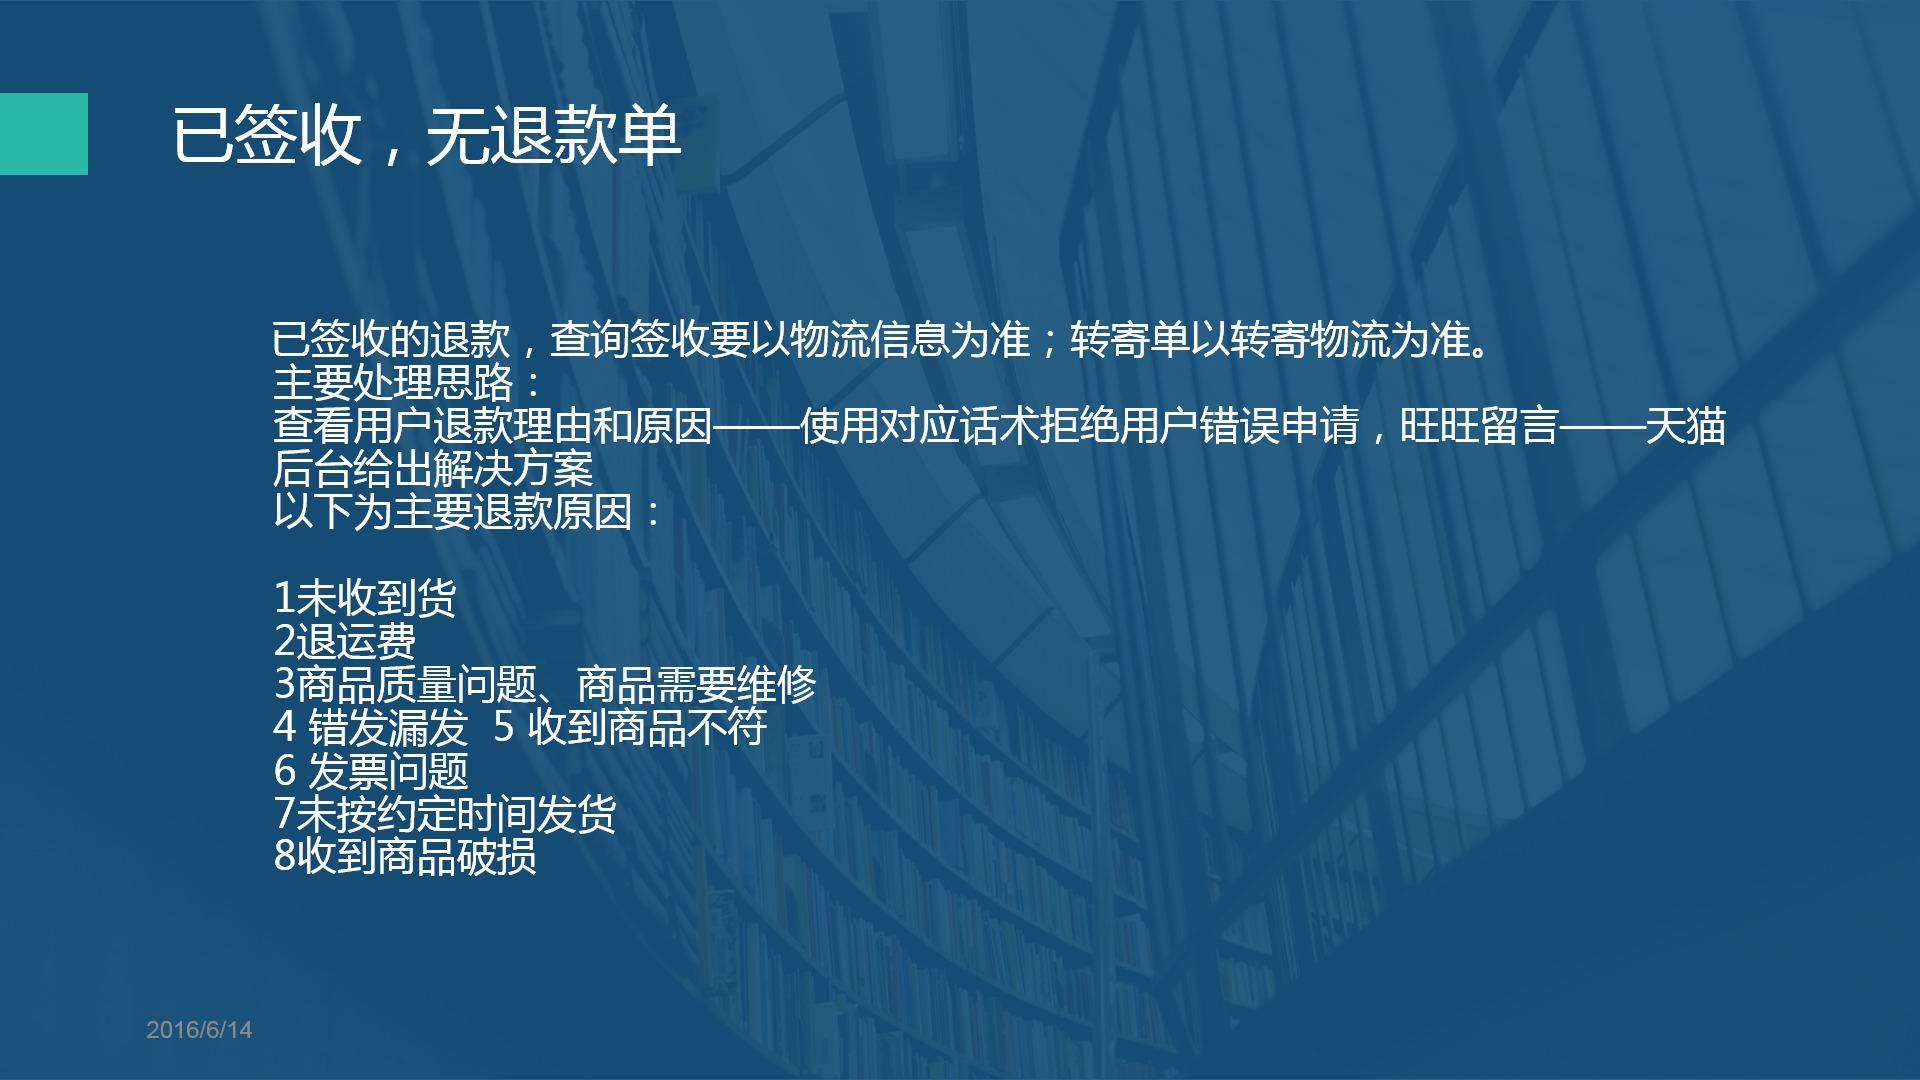 已签收，无退款单
已签收的退款，查询签收要以物流信息为准；转寄单以转寄物流为准。
主要处理思路：
查看用户退款理由和原因——使用对应话术拒绝用户错误申请，旺旺留言——天猫
后台给出解决方案
以下为主要退款原因：
1未收到货
2退运费
3商品质量问题、商品需要维修
4 错发漏发  5 收到商品不符
6 发票问题
7未按约定时间发货
8收到商品破损
2016/6/14